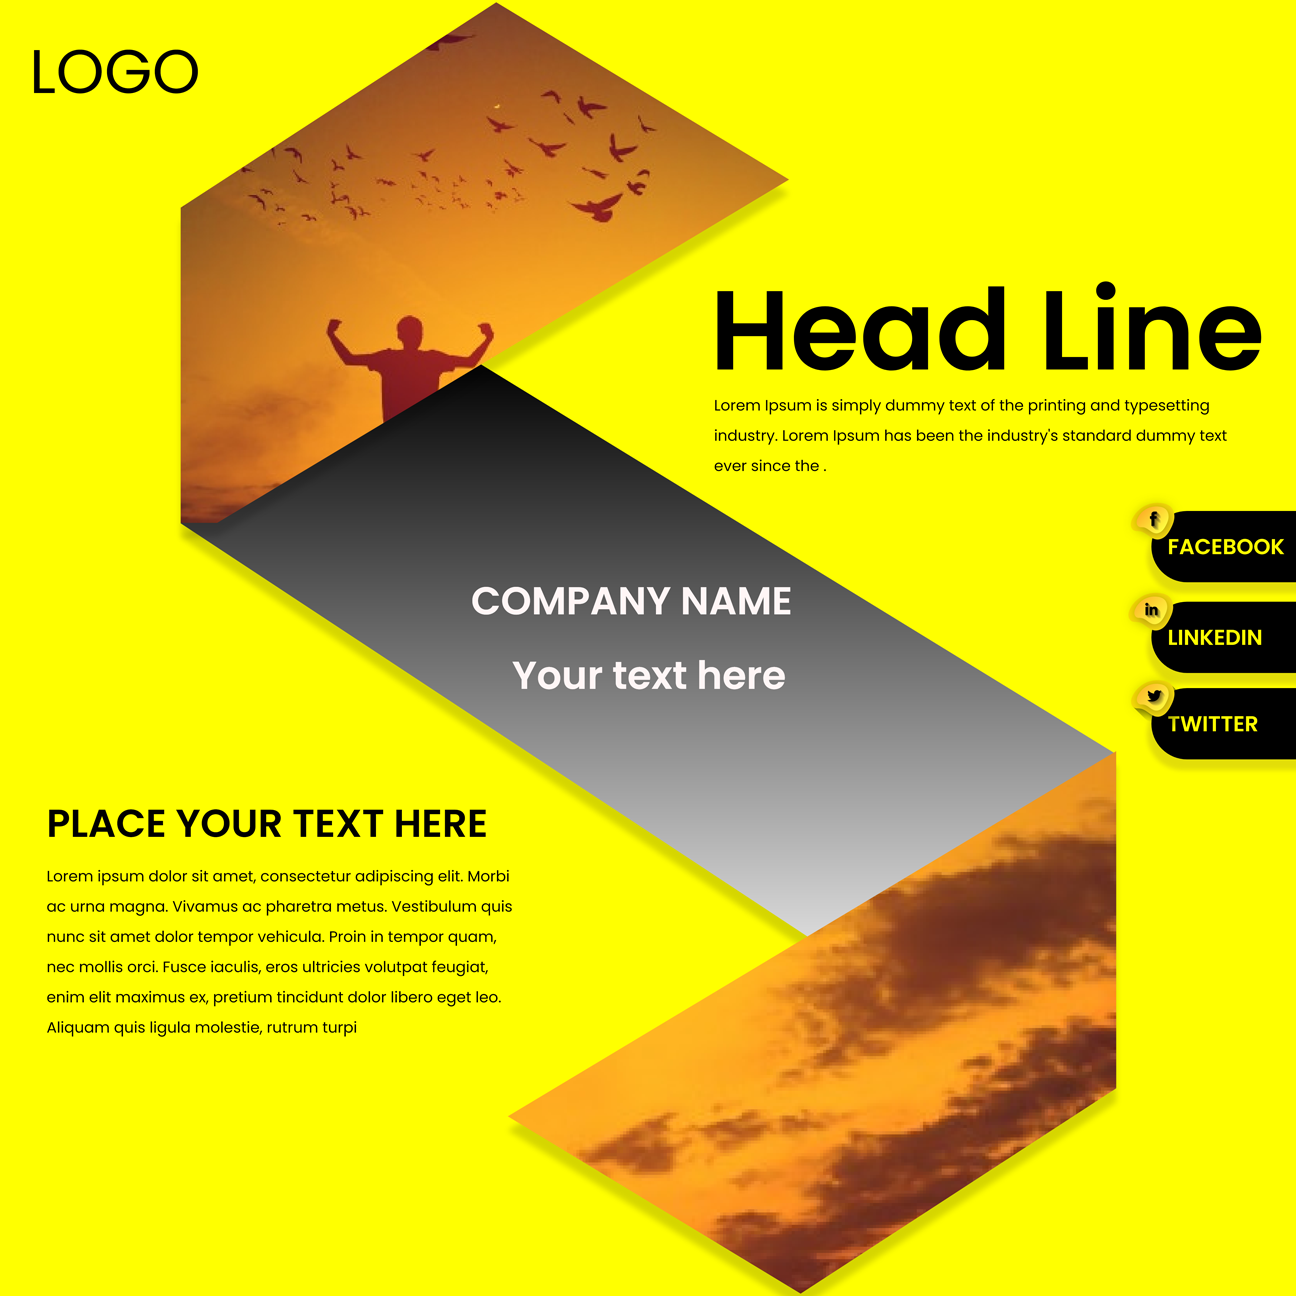 LOGO
Head Line
Lorem Ipsum is simply dummy text of the printing and typesetting
industry. Lorem Ipsum has been the industry's standard dummy text
ever since the .
f
FACEBOOK
in
LINKEDIN
TWITTER
COMPANY NAME
Your text here
PLACE YOUR TEXT HERE
Lorem ipsum dolor sit amet, consectetur adipiscing elit. Morbi
ac urna magna. Vivamus ac pharetra metus. Vestibulum quis
nunc sit amet dolor tempor vehicula. Proin in tempor quam,
nec mollis orci. Fusce iaculis, eros ultricies volutpat feugiat,
enim elit maximus ex, pretium tincidunt dolor libero eget leo.
Aliquam quis ligula molestie, rutrum turpi